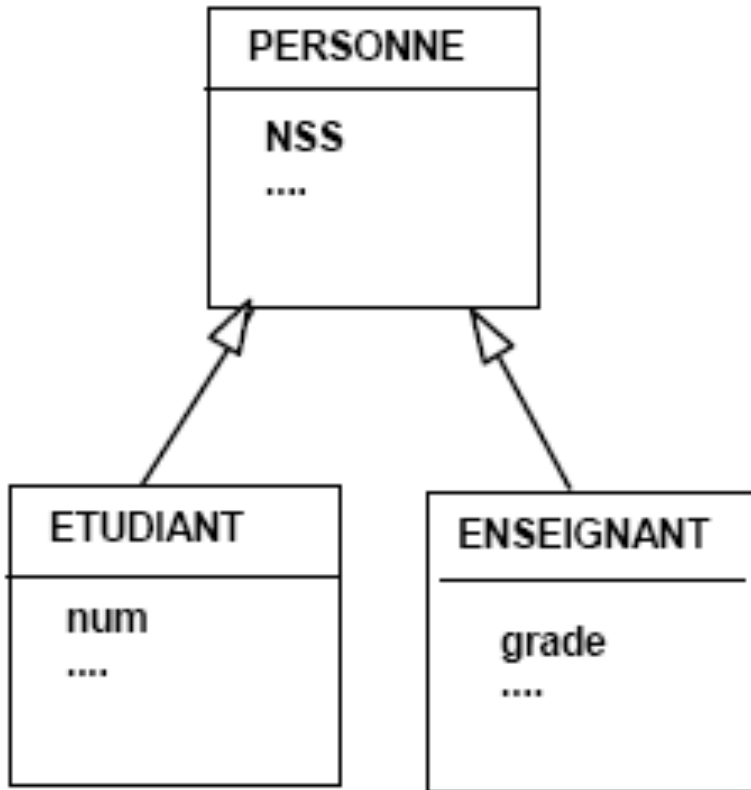 PERSONNE
NSS
....
ETUDIANT
num
....
ENSEIGNANT
grade
....